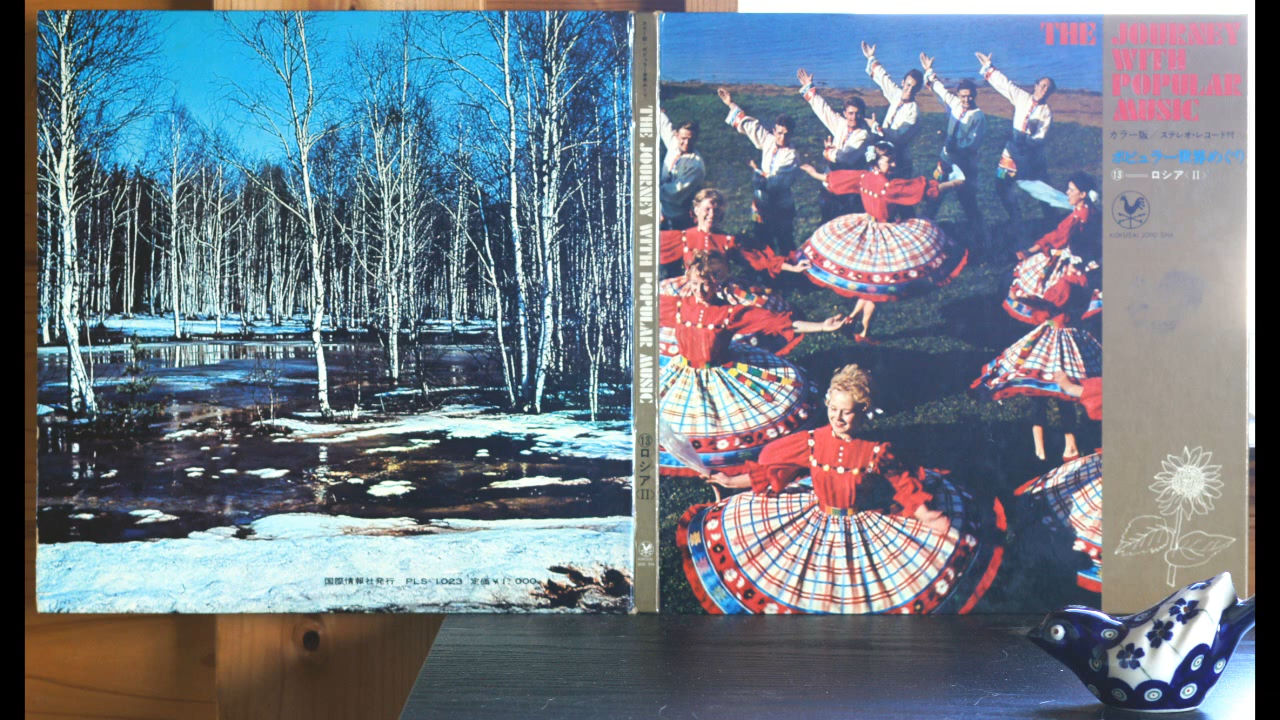 国際情報社発行 PLS-1023 定価¥1,000
THE JOURNEY WITH POPULAR MUSIC
⑬ロシア〈II〉
THE JOURNEY
WITH
POPULAR
MUSIC
カラー版/ステレオ・レコード付
ポピュラー世界めぐり
⑬——ロシア〈II〉
KOKUSAI JOHO SHA